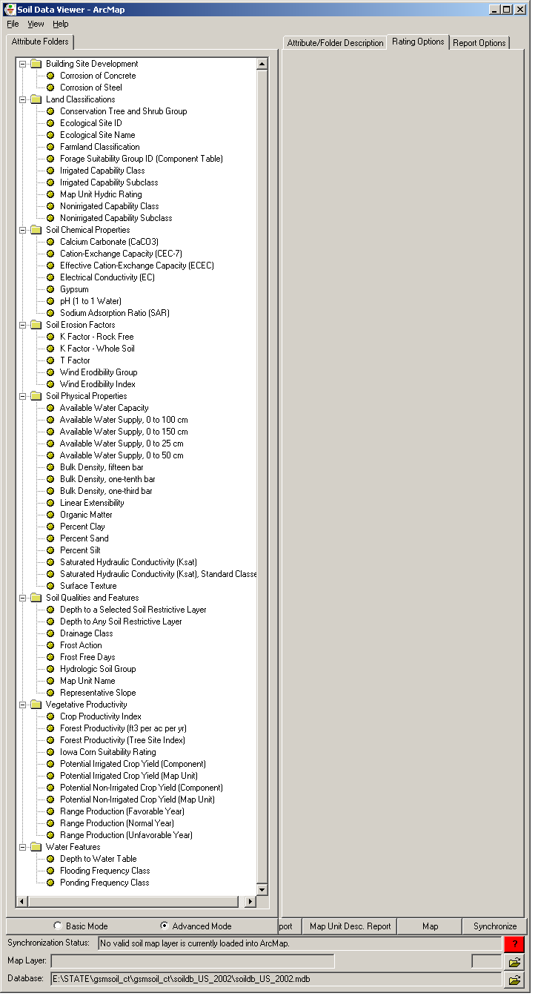 Soil Data Viewer - ArcMap
File View Help
Attribute Folders
Attribute/Folder Description Rating Options Report Options
Building Site Development
Corrosion of Concrete
Corrosion of Steel
Land Classifications
Conservation Tree and Shrub Group
Ecological Site ID
Ecological Site Name
Farmland Classification
Forage Suitability Group ID (Component Table)
Irrigated Capability Class
Irrigated Capability Subclass
Map Unit Hydric Rating
Nonirrigated Capability Class
Nonirrigated Capability Subclass
Soil Chemical Properties
Calcium Carbonate (CaCO3)
Cation-Exchange Capacity (CEC-7)
Effective Cation-Exchange Capacity (ECEC)
Electrical Conductivity (EC)
Gypsum
pH (1 to 1 Water)
Sodium Adsorption Ratio (SAR)
Soil Erosion Factors
K Factor - Rock Free
K Factor - Whole Soil
T Factor
Wind Erodibility Group
Wind Erodibility Index
Soil Physical Properties
Available Water Capacity
Available Water Supply, 0 to 100 cm
Available Water Supply, 0 to 150 cm
Available Water Supply, 0 to 25 cm
Available Water Supply, 0 to 50 cm
Bulk Density, fifteen bar
Bulk Density, one-tenth bar
Bulk Density, one-third bar
Linear Extensibility
Organic Matter
Percent Clay
Percent Sand
Percent Silt
Saturated Hydraulic Conductivity (Ksat)
Saturated Hydraulic Conductivity (Ksat), Standard Classe
Surface Texture
Soil Qualities and Features
Depth to a Selected Soil Restrictive Layer
Depth to Any Soil Restrictive Layer
Drainage Class
Frost Action
Frost Free Days
Hydrologic Soil Group
Map Unit Name
Representative Slope
Vegetative Productivity
Crop Productivity Index
Forest Productivity (ft3 per ac per yr)
Forest Productivity (Tree Site Index)
Iowa Corn Suitability Rating
Potential Irrigated Crop Yield (Component)
Potential Irrigated Crop Yield (Map Unit)
Potential Non-Irrigated Crop Yield (Component)
Potential Non-Irrigated Crop Yield (Map Unit)
Range Production (Favorable Year)
Range Production (Normal Year)
Range Production (Unfavorable Year)
Water Features
Depth to Water Table
Flooding Frequency Class
Ponding Frequency Class
Basic Mode Advanced Mode port Map Unit Desc. Report Map Synchronize
Synchronization Status: No valid soil map layer is currently loaded into ArcMap. ?
Map Layer:
Database: E:\STATE\gsmsoil_ct\gsmsoil_ct\soildb_US_2002\soildb_US_2002.mdb